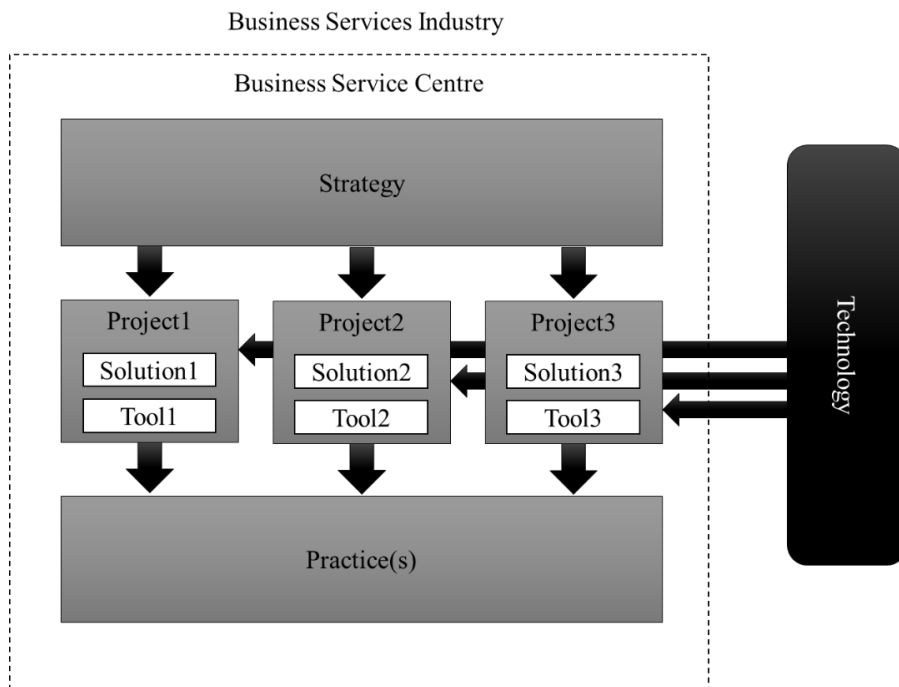 Business Services Industry
Business Service Centre
Strategy
Project1
Solution1
Tool1
Project2
Solution2
Tool2
Project3
Solution3
Tool3
Technology
Practice(s)